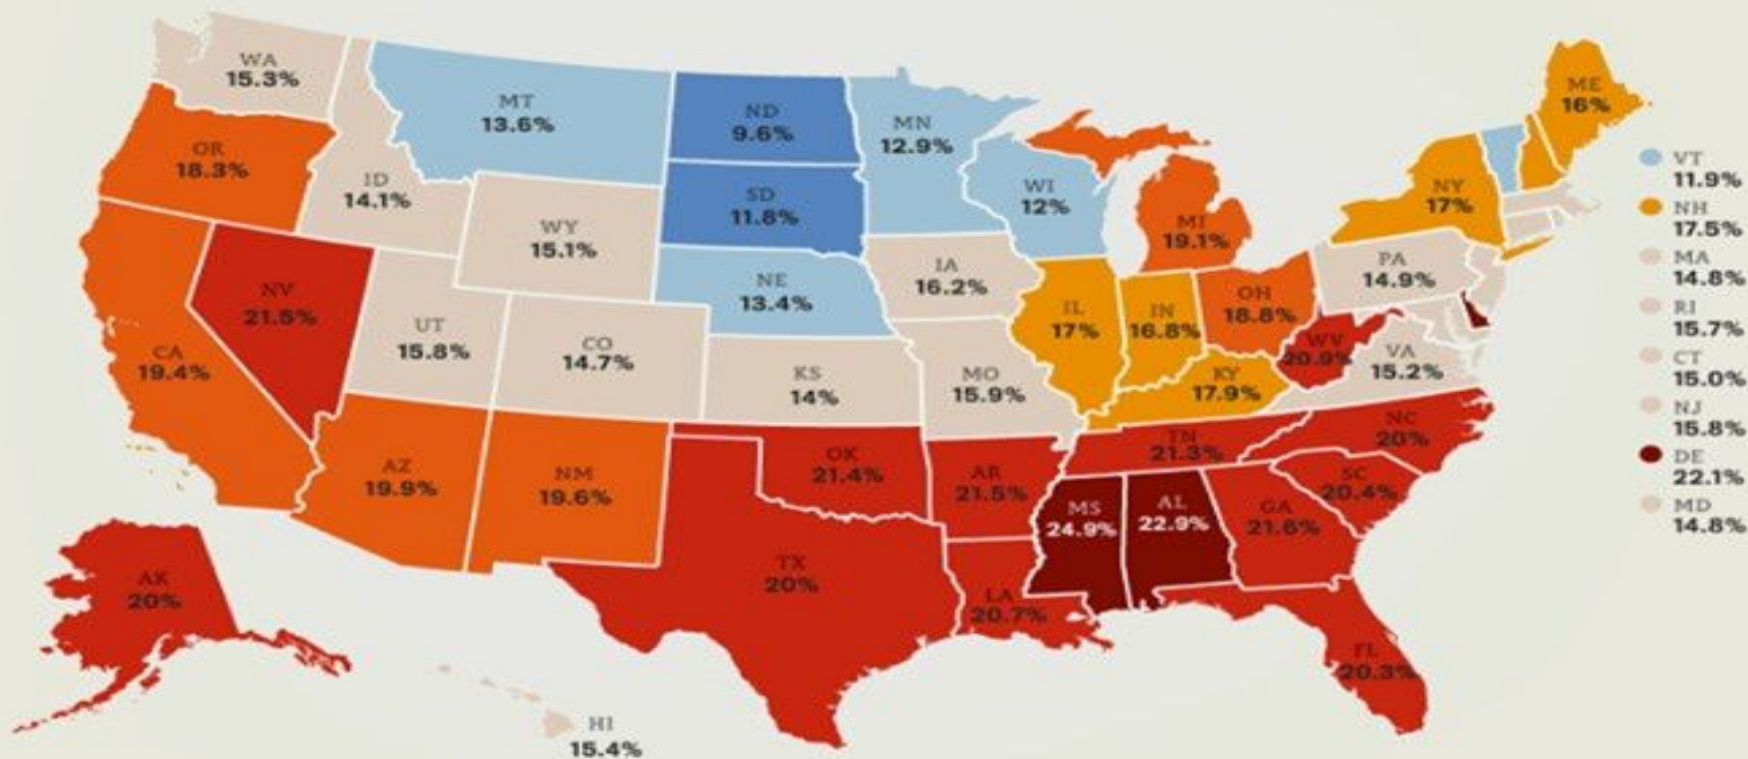 WA
15.3%
MT
13.6%
ND
9.6%
MN
12.9%
ME
16%
OR
18.3%
ID
14.1%
SD
11.8%
WI
12%
NY
17%
MI
19.1%
WY
15.1%
NE
13.4%
IA
16.2%
PA
14.9%
NV
21.5%
UT
15.8%
CO
14.7%
IL
17%
IN
16.8%
OH
18.8%
WV
20.9%
VA
15.2%
CA
19.4%
KS
14%
MO
15.9%
KY
17.9%
AZ
19.9%
NM
19.6%
OK
21.4%
AR
21.5%
TN
21.3%
NC
20%
SC
20.4%
MS
24.9%
AL
22.9%
GA
21.6%
TX
20%
LA
20.7%
FL
20.3%
AK
20%
HI
15.4%
VT
11.9%
NH
17.5%
MA
14.8%
RI
15.7%
CT
15.0%
NJ
15.8%
DE
22.1%
MD
14.8%